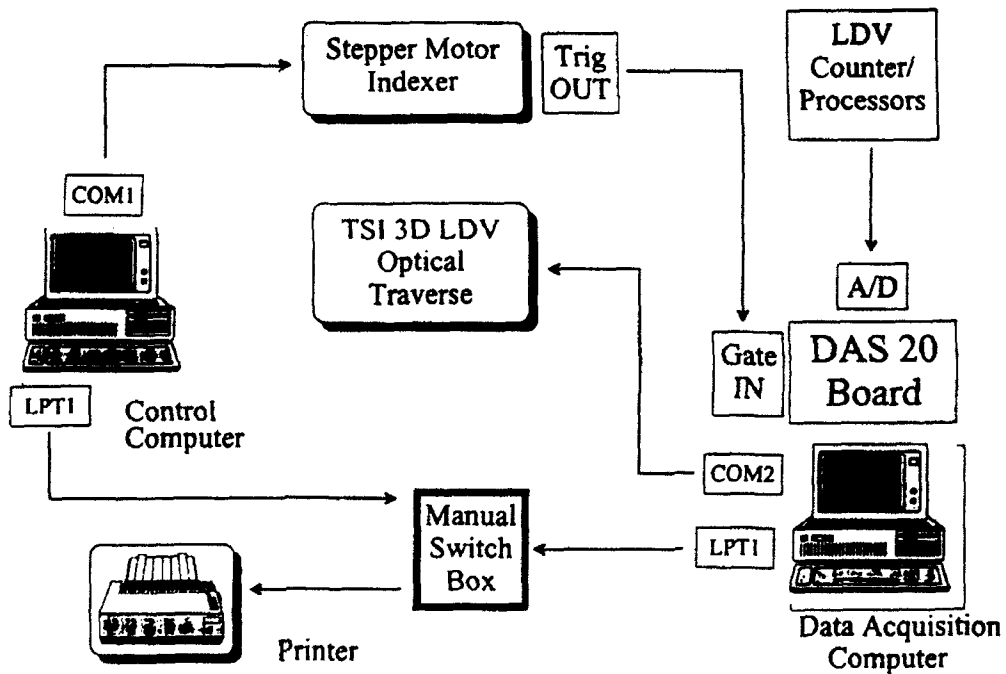 Stepper Motor
Indexer
Trig
OUT
LDV
Counter/
Processors
COM1
TSI 3D LDV
Optical
Traverse
A/D
Gate
IN
DAS 20
Board
LPT1
Control
Computer
COM2
Manual
Switch
Box
LPT1
Printer
Data Acquisition
Computer